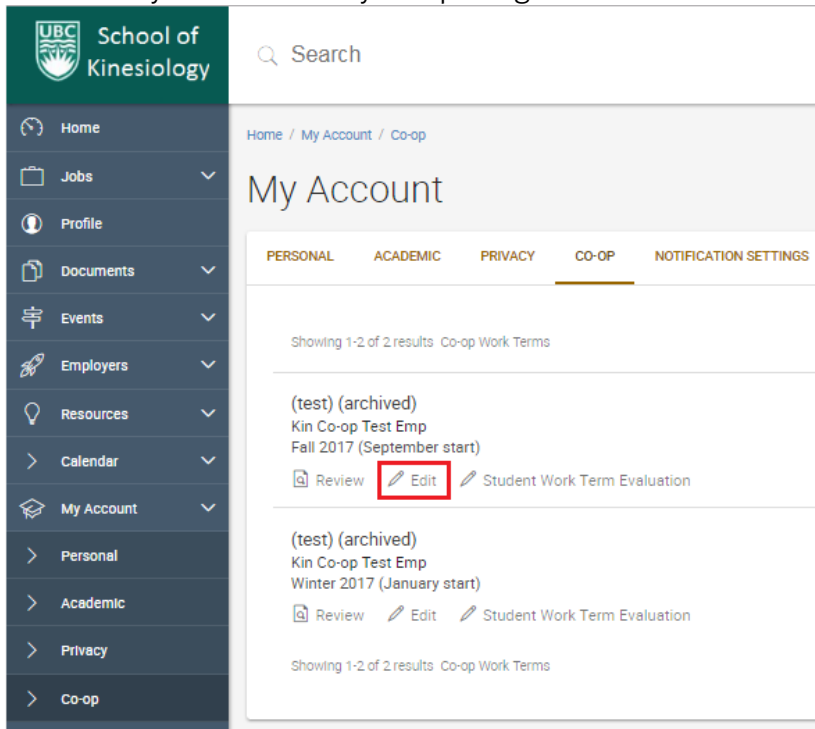 UBC School of
Kinesiology
Search
Home
Jobs
Profile
Documents
Events
Employers
Resources
Calendar
My Account
Personal
Academic
Privacy
Co-op
Home / My Account / Co-op
My Account
PERSONAL ACADEMIC PRIVACY CO-OP NOTIFICATION SETTINGS
Showing 1-2 of 2 results Co-op Work Terms
(test) (archived)
Kin Co-op Test Emp
Fall 2017 (September start)
Review Edit Student Work Term Evaluation
(test) (archived)
Kin Co-op Test Emp
Winter 2017 (January start)
Review Edit Student Work Term Evaluation
Showing 1-2 of 2 results Co-op Work Terms